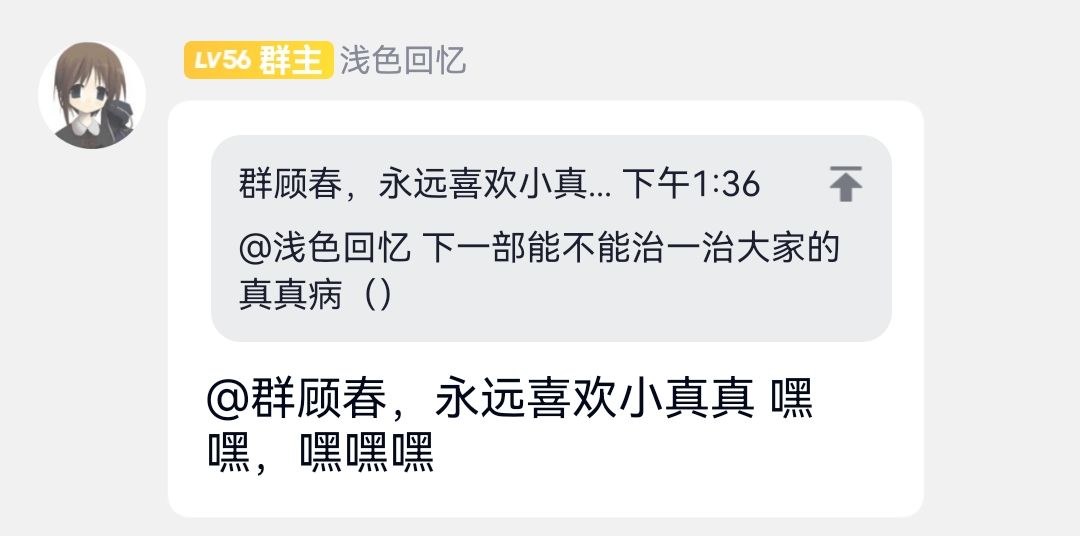 LV56 群主 浅色回忆
群顾春，永远喜欢小真... 下午1:36
@浅色回忆 下一部能不能治一治大家的
真真病（）
@群顾春，永远喜欢小真真 嘿
嘿，嘿嘿嘿